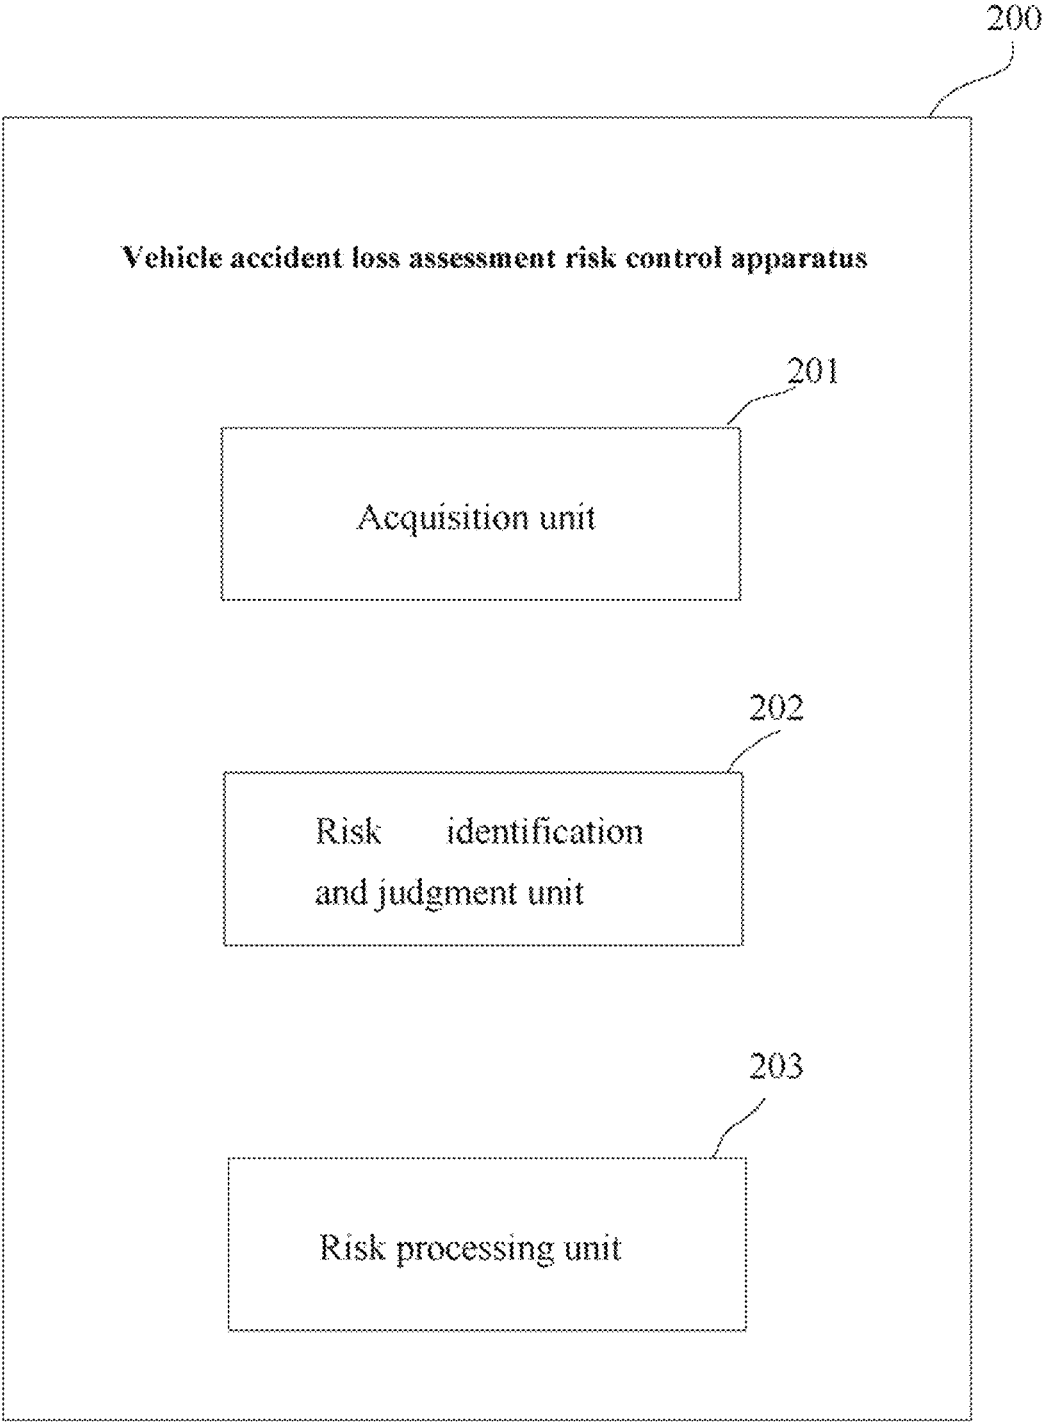 200
Vehicle accident loss assessment risk control apparatus
201
Acquisition unit
202
Risk identification
and judgment unit
203
Risk processing unit